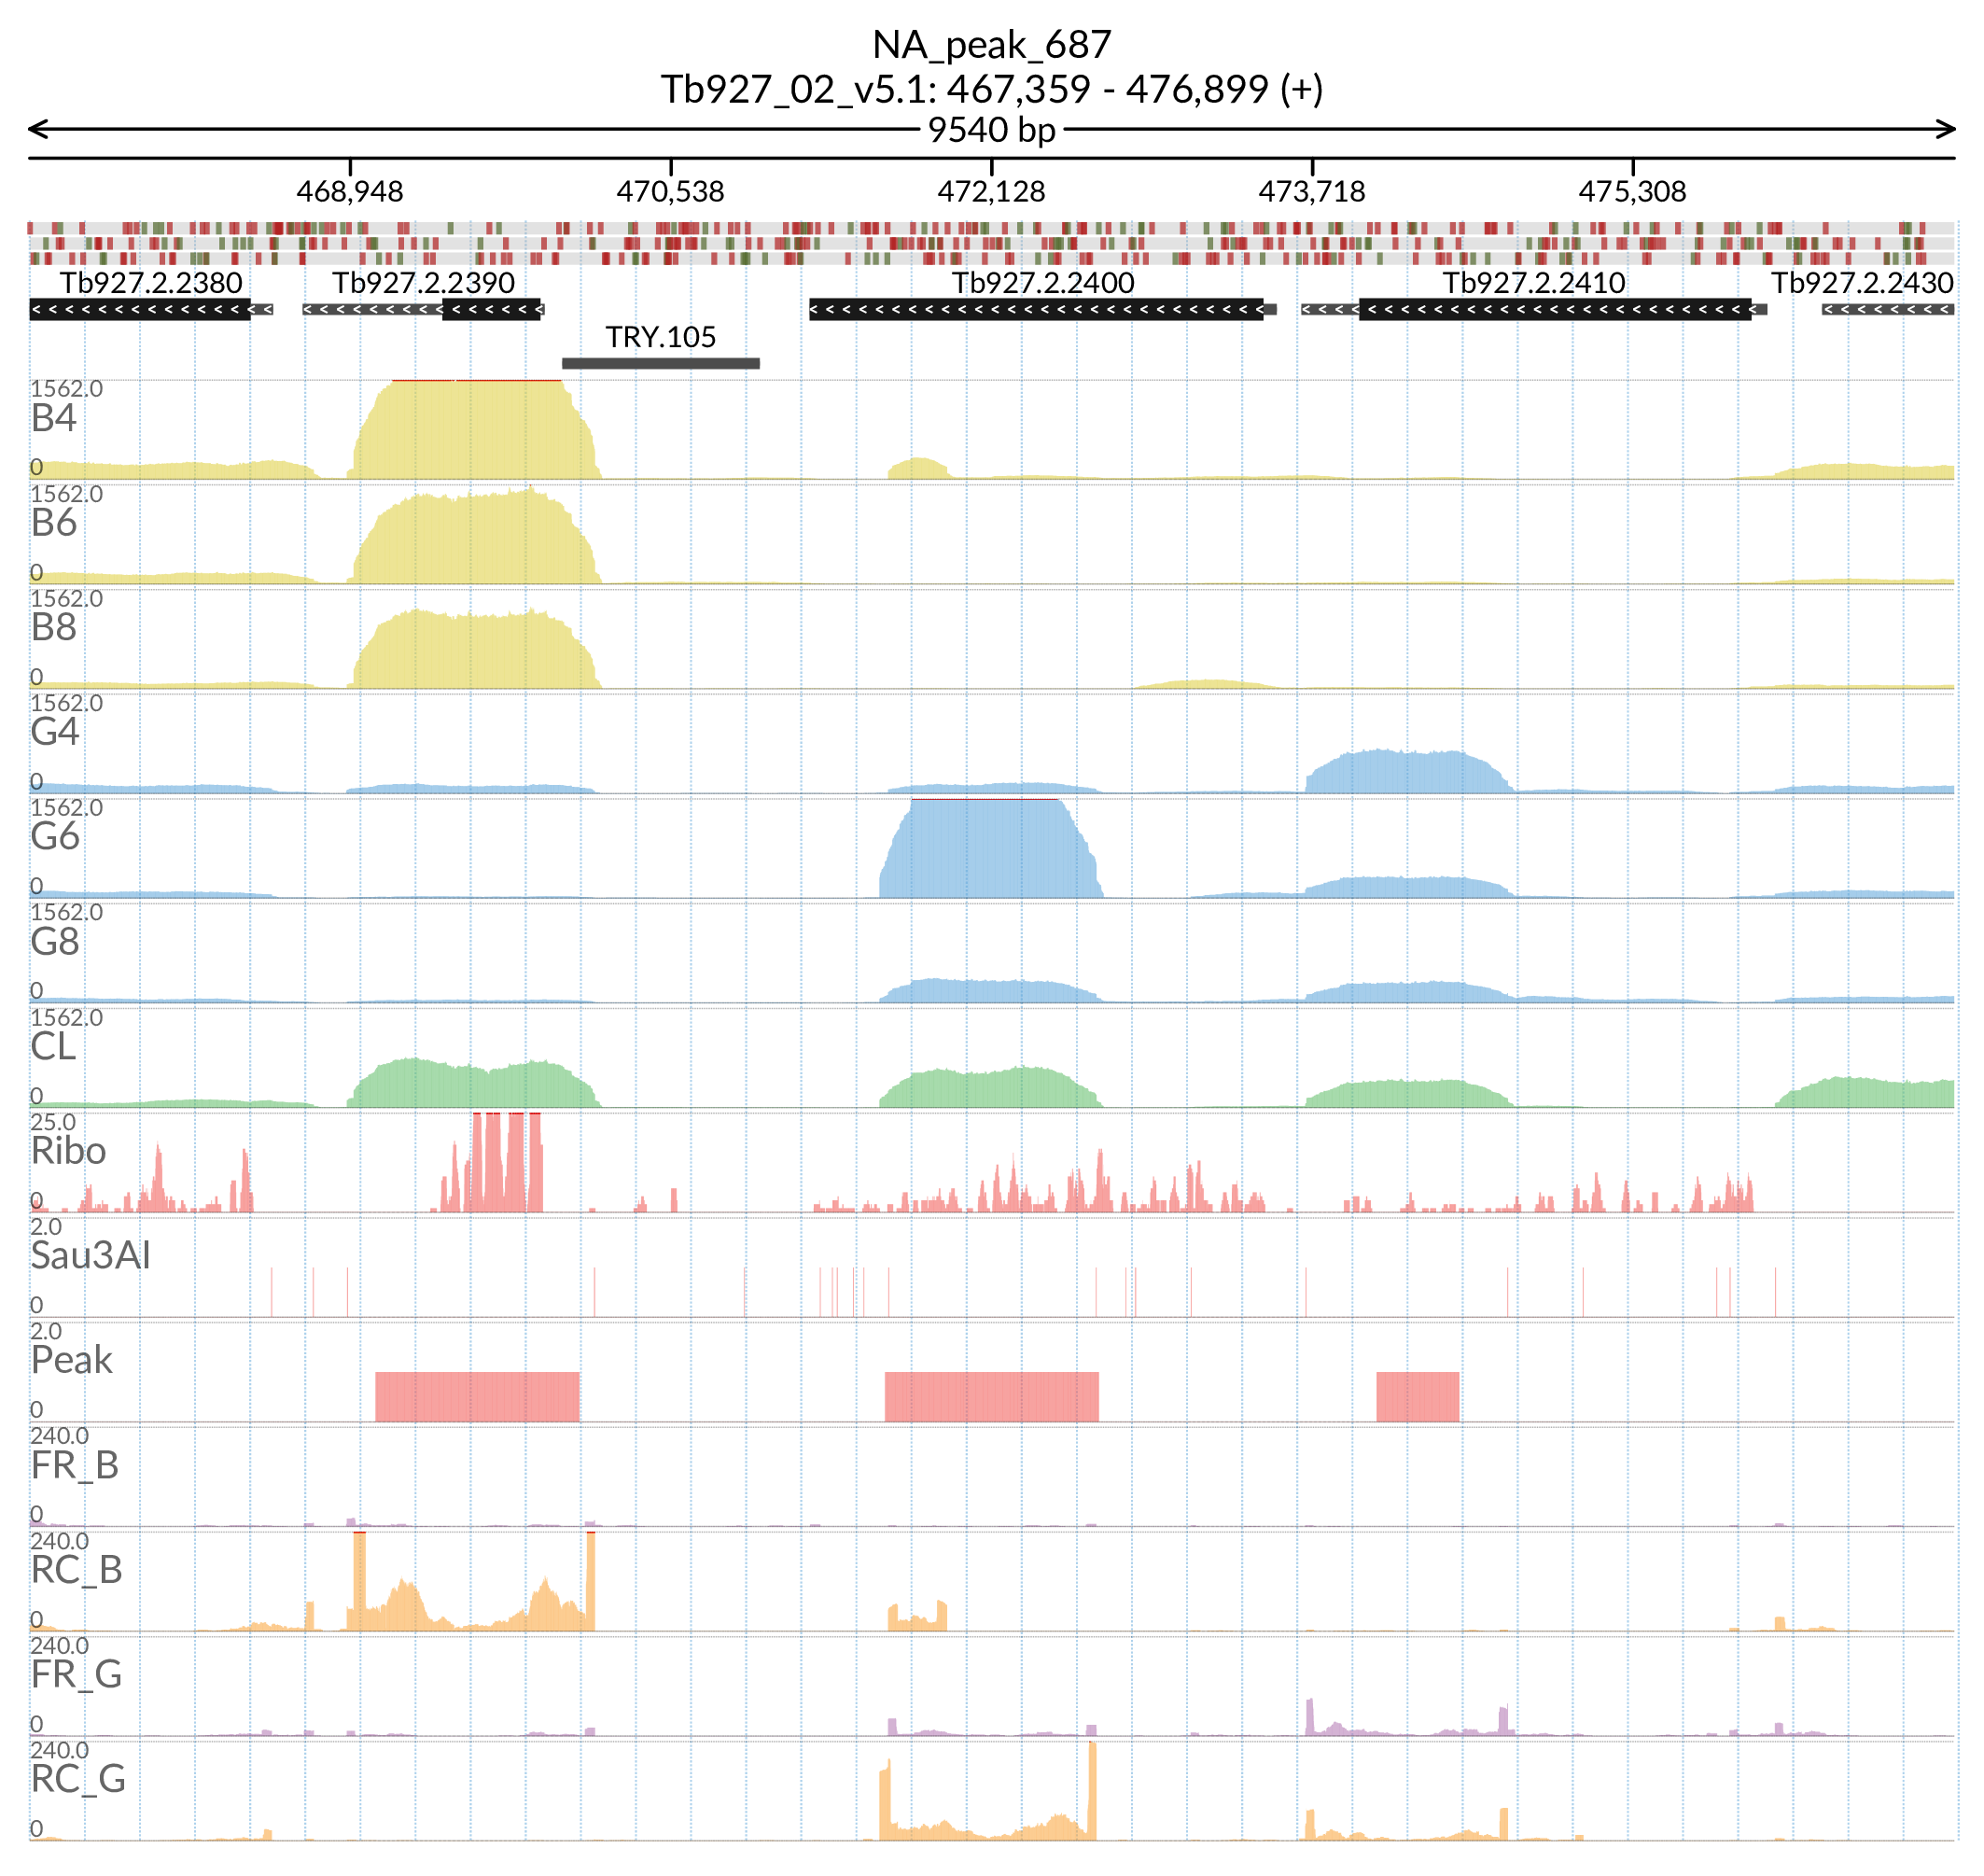 NA_peak_687
Tb927_02_v5.1: 467,359 - 476,899 (+)
9540 bp
468,948 470,538 472,128 473,718 475,308
Tb927.2.2380 Tb927.2.2390 Tb927.2.2400 Tb927.2.2410 Tb927.2.2430
TRY.105
1562.0
B4
0
1562.0
B6
0
1562.0
B8
0
1562.0
G4
0
1562.0
G6
0
1562.0
G8
0
1562.0
CL
0
25.0
Ribo
0
2.0
Sau3AI
0
2.0
Peak
0
240.0
FR_B
0
240.0
RC_B
0
240.0
FR_G
0
240.0
RC_G
0